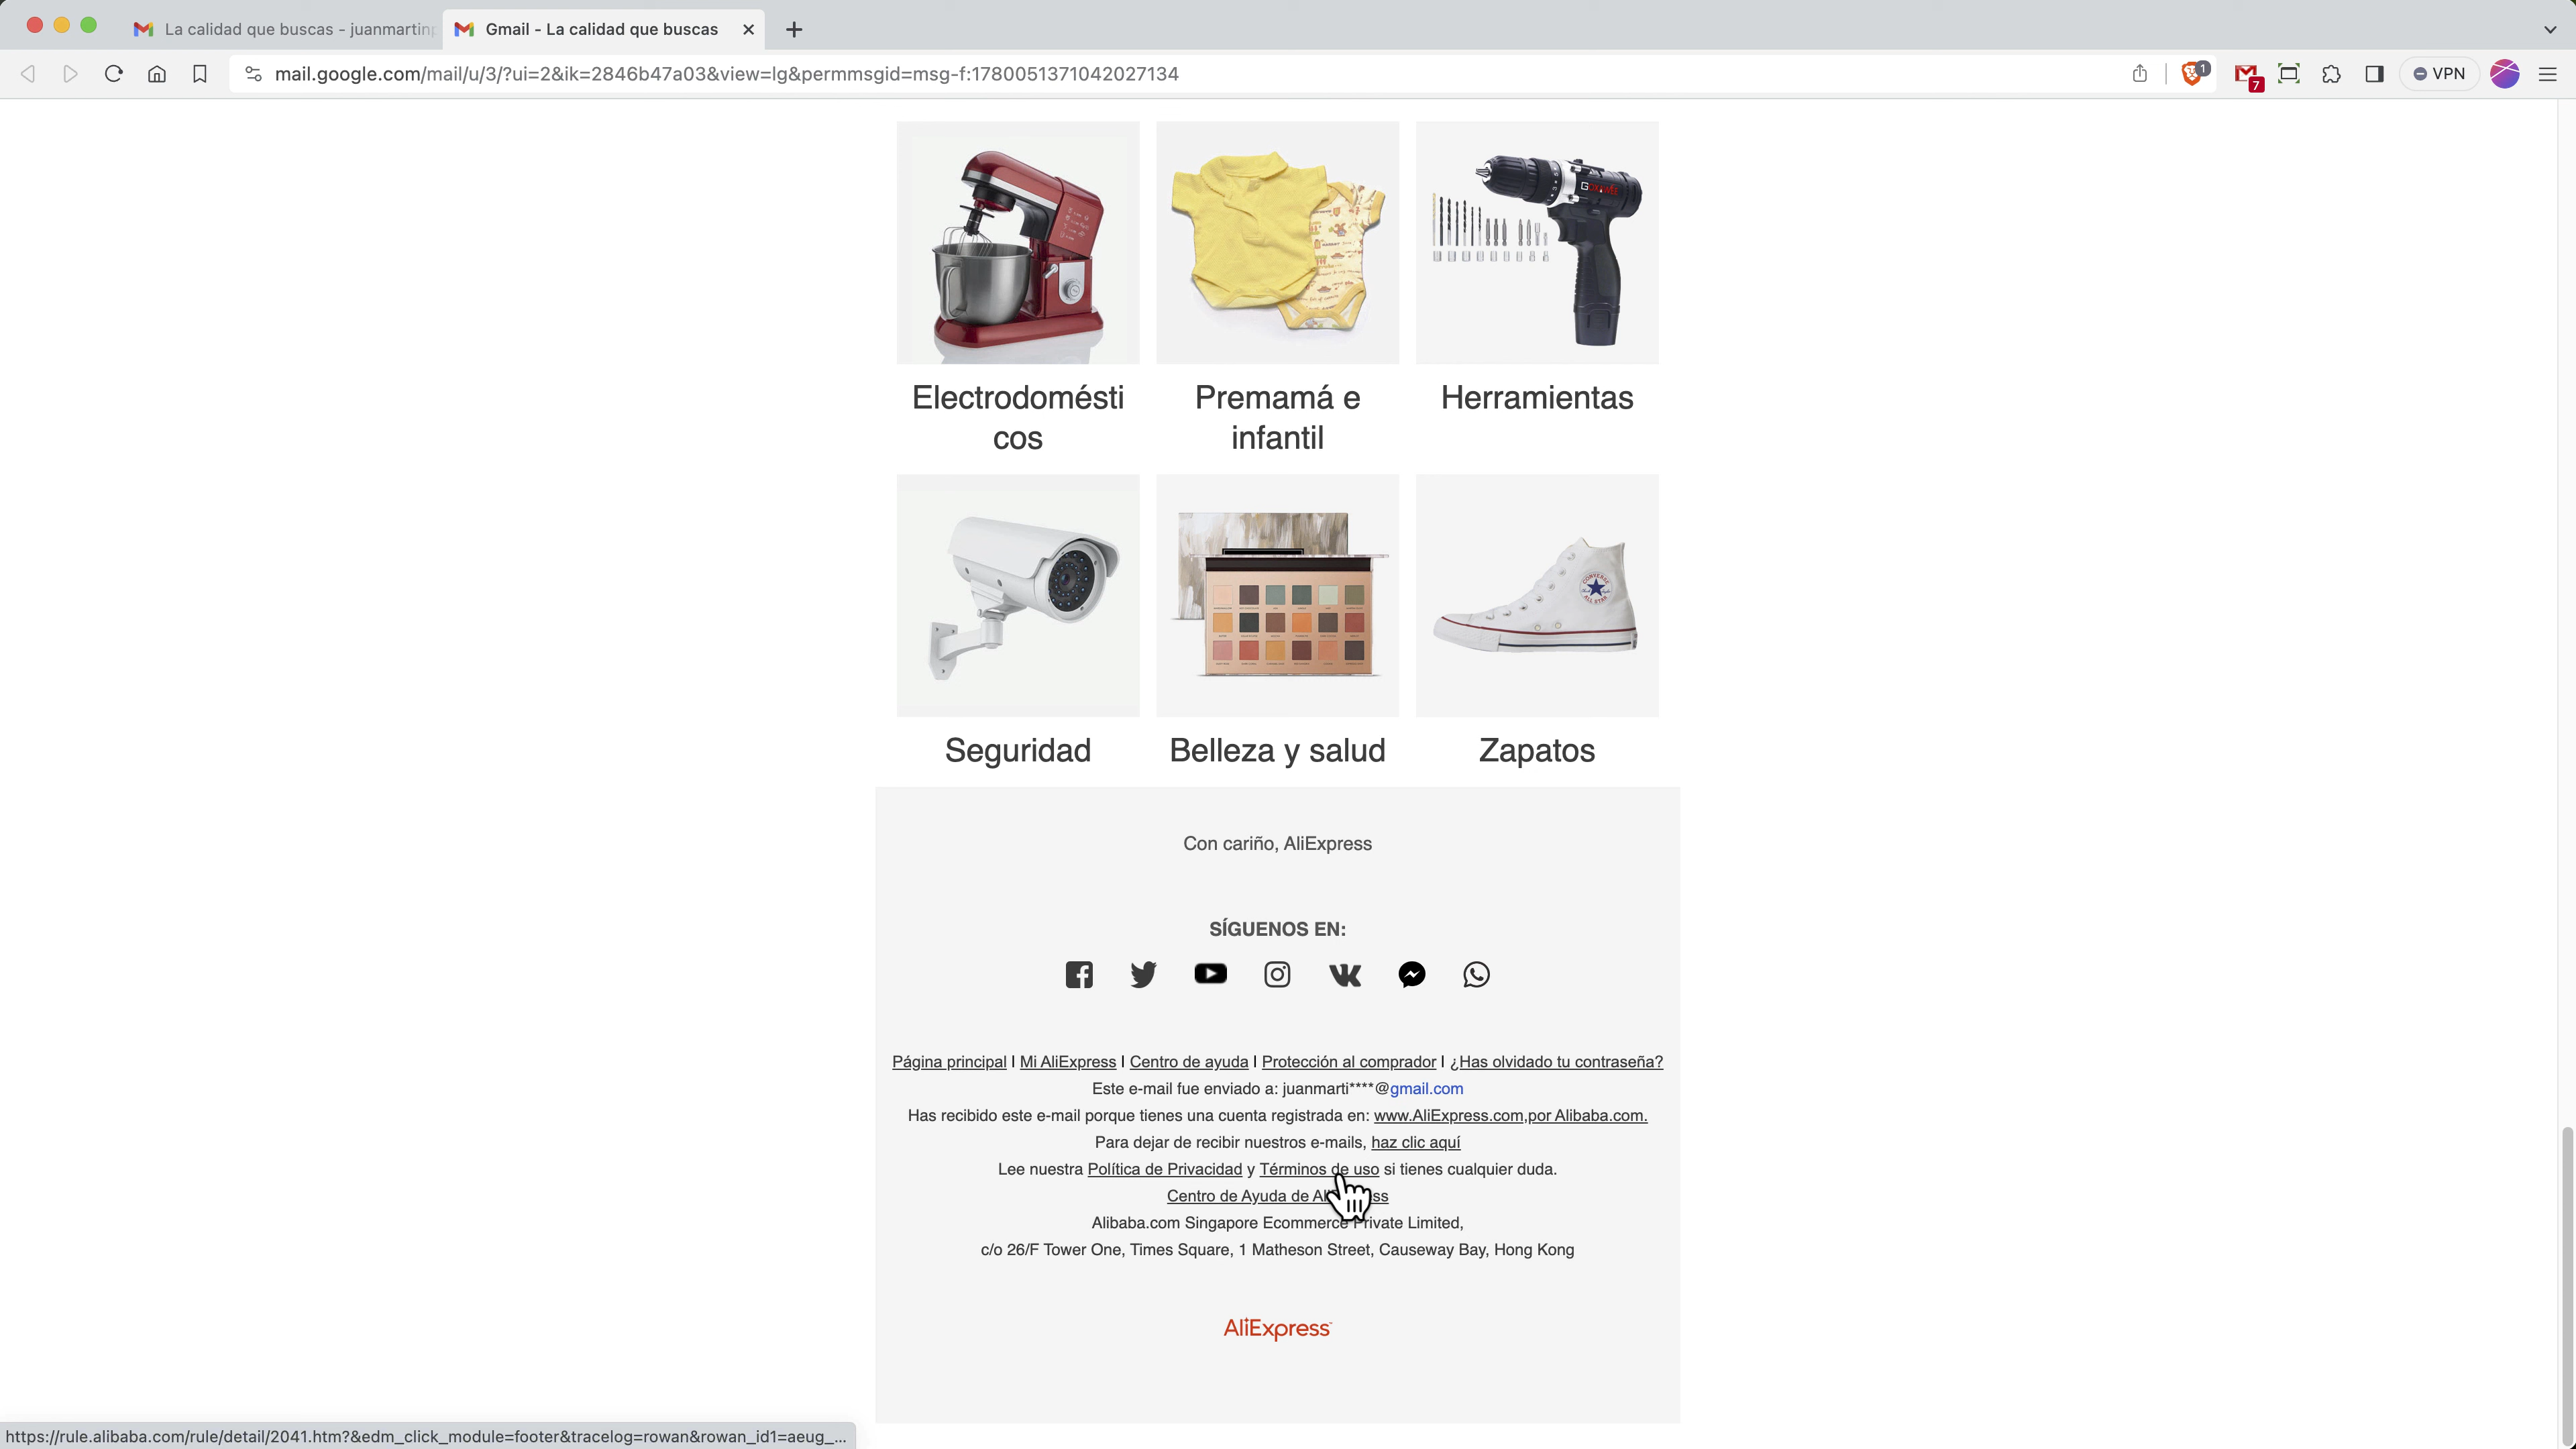 La calidad que buscas - juanmartin
Gmail - La calidad que buscas
mail.google.com/mail/u/3/?ui=2&ik=2846b47a03&view=lg&permmsgid=msg-f:1780051371042027134
1
7
VPN
Electrodomésti
cos
Premamá e
infantil
Herramientas
CONVERSE
ALL STAR
Seguridad
Belleza y salud
Zapatos
Con cariño, AliExpress
SÍGUENOS EN:
Página principal | Mi AliExpress | Centro de ayuda | Protección al comprador | ¿Has olvidado tu contraseña?
Este e-mail fue enviado a: juanmarti****@gmail.com
Has recibido este e-mail porque tienes una cuenta registrada en: www.AliExpress.com,por Alibaba.com.
Para dejar de recibir nuestros e-mails, haz clic aquí
Lee nuestra Política de Privacidad y Términos de uso si tienes cualquier duda.
Centro de Ayuda de
Alibaba.com Singapore Ecommerce Private Limited,
c/o 26/F Tower One, Times Square, 1 Matheson Street, Causeway Bay, Hong Kong
AliExpress
https://rule.alibaba.com/rule/detail/2041.htm?&edm_click_module=footer&tracelog=rowan&rowan_id1=aeug_...